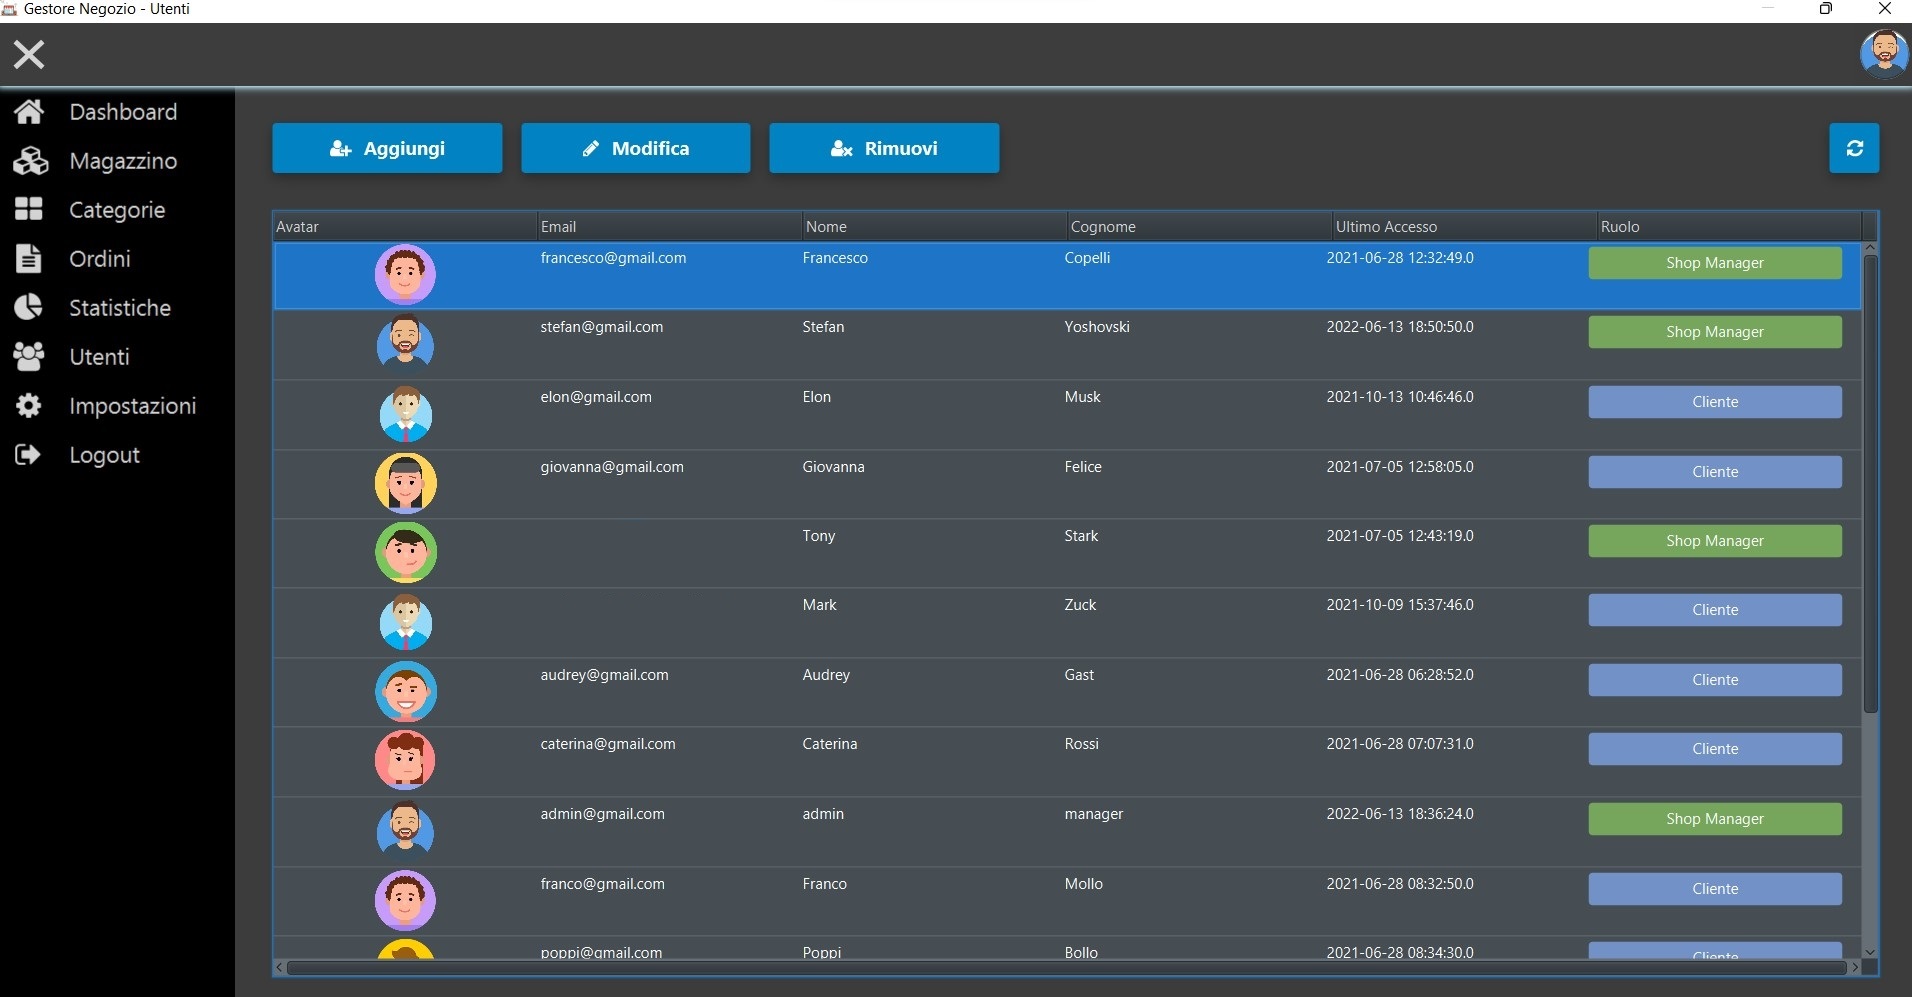 Gestore Negozio - Utenti
Dashboard
Magazzino
Categorie
Ordini
Statistiche
Utenti
Impostazioni
Logout
Aggiungi Modifica Rimuovi
Avatar Email Nome Cognome Ultimo Accesso Ruolo
francesco@gmail.com Francesco Copelli 2021-06-28 12:32:49.0 Shop Manager
stefan@gmail.com Stefan Yoshovski 2022-06-13 18:50:50.0 Shop Manager
elon@gmail.com Elon Musk 2021-10-13 10:46:46.0 Cliente
giovanna@gmail.com Giovanna Felice 2021-07-05 12:58:05.0 Cliente
Tony Stark 2021-07-05 12:43:19.0 Shop Manager
Mark Zuck 2021-10-09 15:37:46.0 Cliente
audrey@gmail.com Audrey Gast 2021-06-28 06:28:52.0 Cliente
caterina@gmail.com Caterina Rossi 2021-06-28 07:07:31.0 Cliente
admin@gmail.com admin manager 2022-06-13 18:36:24.0 Shop Manager
franco@gmail.com Franco Mollo 2021-06-28 08:32:50.0 Cliente
poppi@gmail.com Poppi Bollo 2021-06-28 08:34:30.0 Cliente